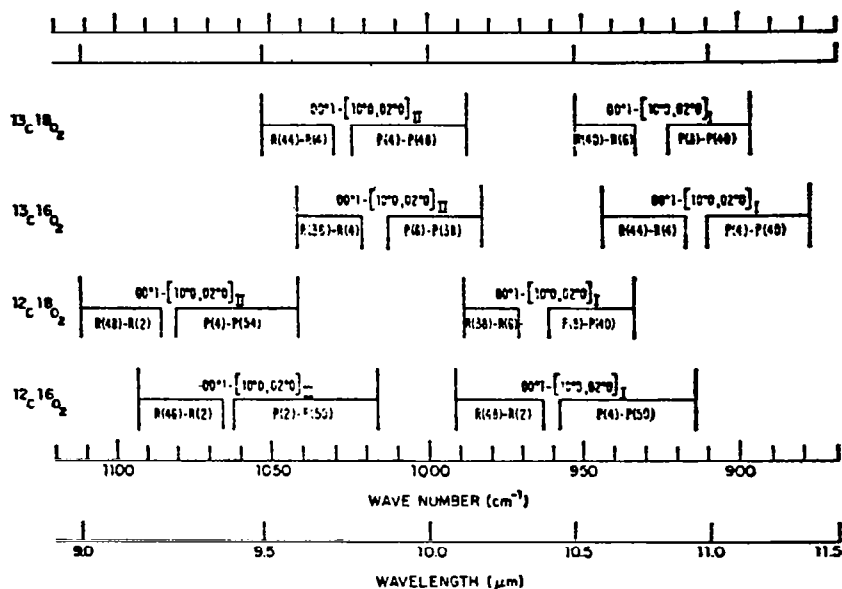 13C18O2
00°1-[10°0,02°0]II
00°1-[10°0,02°0]I
R(44)-R(4)
P(4)-P(48)
R(40)-R(6)
P(8)-P(40)
13C16O2
00°1-[10°0,02°0]II
00°1-[10°0,02°0]I
R(36)-R(4)
P(6)-P(38)
R(44)-R(4)
P(4)-P(40)
12C18O2
00°1-[10°0,02°0]II
00°1-[10°0,02°0]I
R(48)-R(2)
P(4)-P(54)
R(38)-R(6)
P(40)
12C16O2
00°1-[10°0,02°0]
00°1-[10°0,02°0]I
R(46)-R(2)
P(2)-P(50)
R(48)-R(2)
P(4)-P(50)
1100 1050 1000 950 900
WAVE NUMBER (cm⁻¹)
9.0 9.5 10.0 10.5 11.0 11.5
WAVELENGTH (μm)